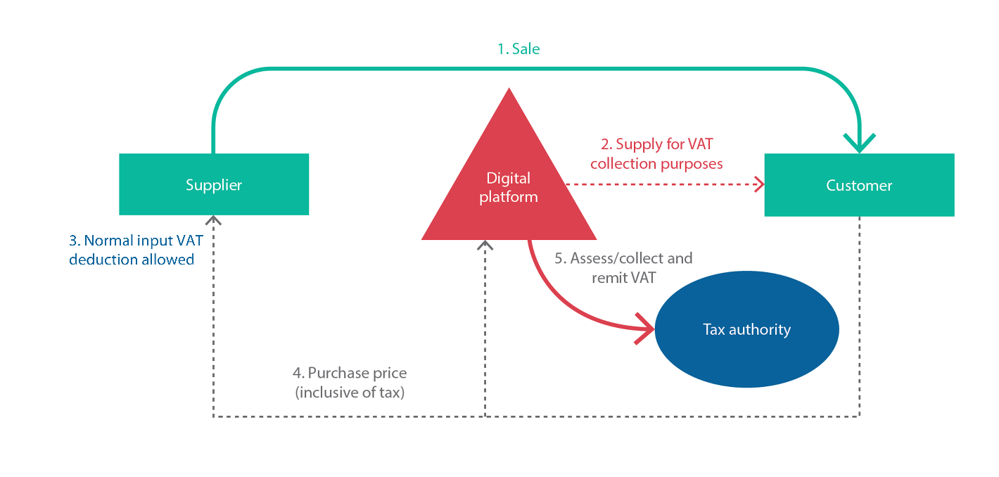 1. Sale
2. Supply for VAT
collection purposes
Digital
platform
Supplier
Customer
3. Normal input VAT
deduction allowed
5. Assess/collect and
remit VAT
Tax authority
4. Purchase price
(inclusive of tax)